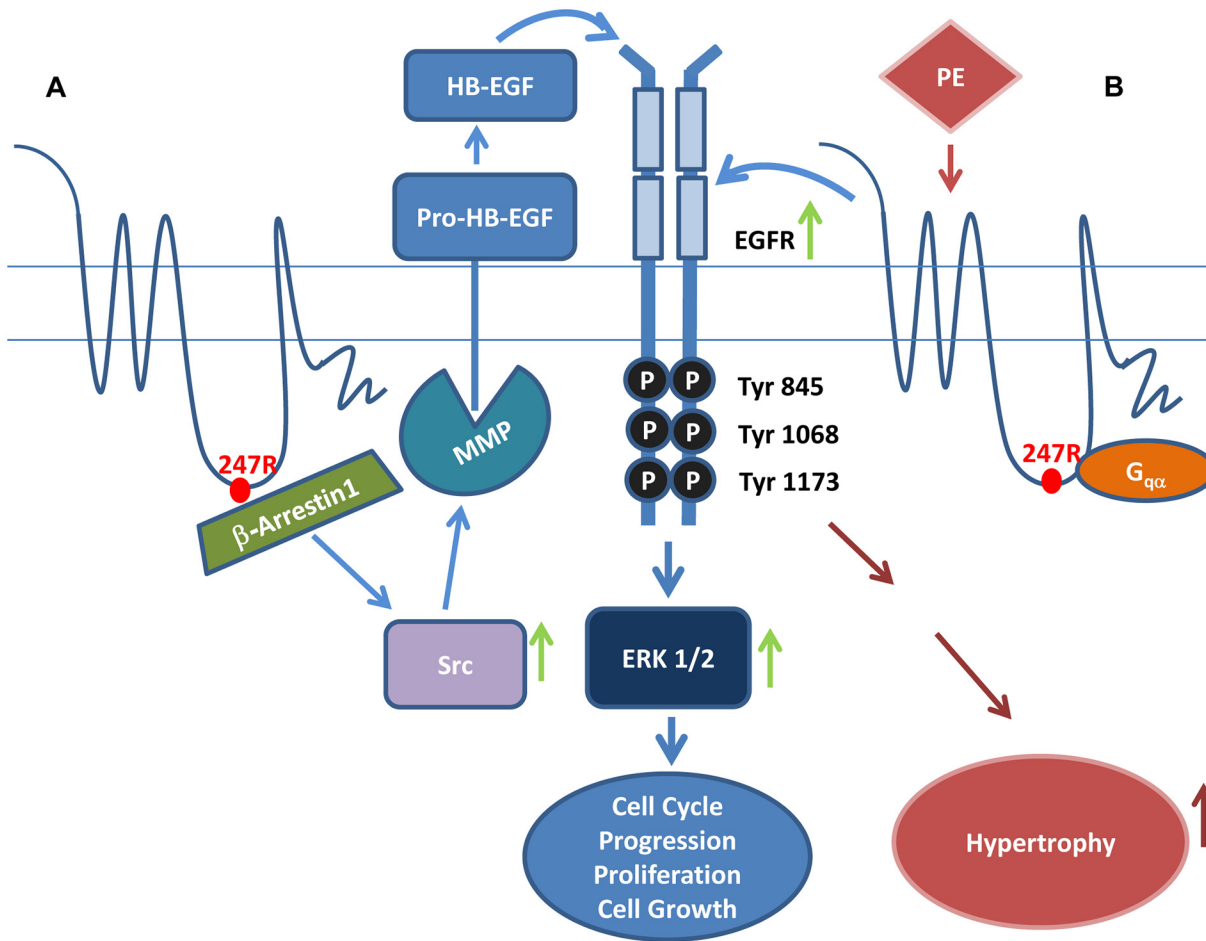 A
HB-EGF
PE
B
Pro-HB-EGF
EGFR
MMP
P P
Tyr 845
P P
Tyr 1068
P P
Tyr 1173
247R
β-Arrestin1
247R
Gqα
Src
ERK 1/2
Cell Cycle
Progression
Proliferation
Cell Growth
Hypertrophy